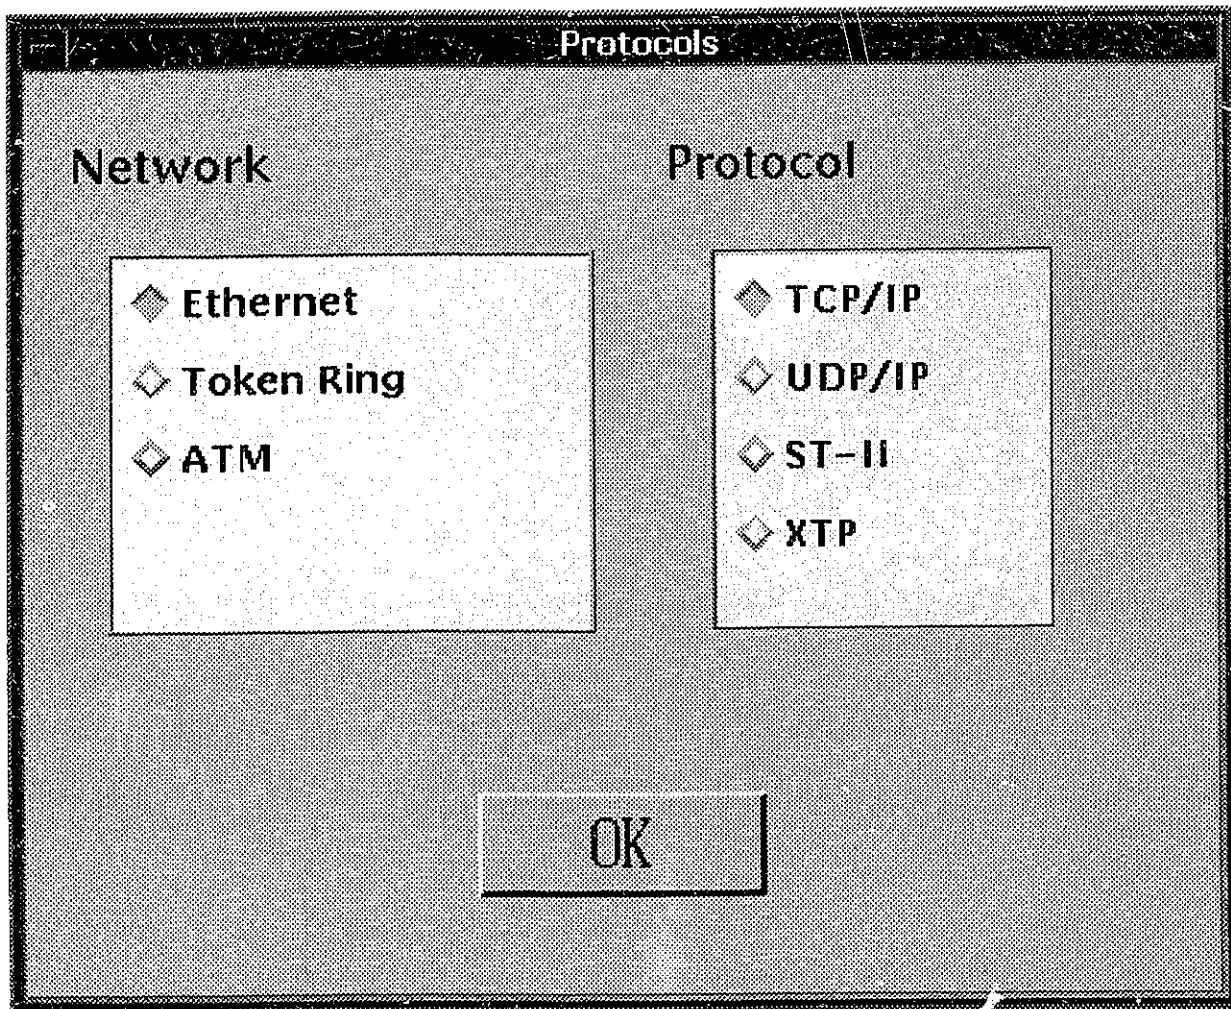 Protocols
Network
Protocol
Ethernet
Token Ring
ATM
TCP/IP
UDP/IP
ST-II
XTP
OK